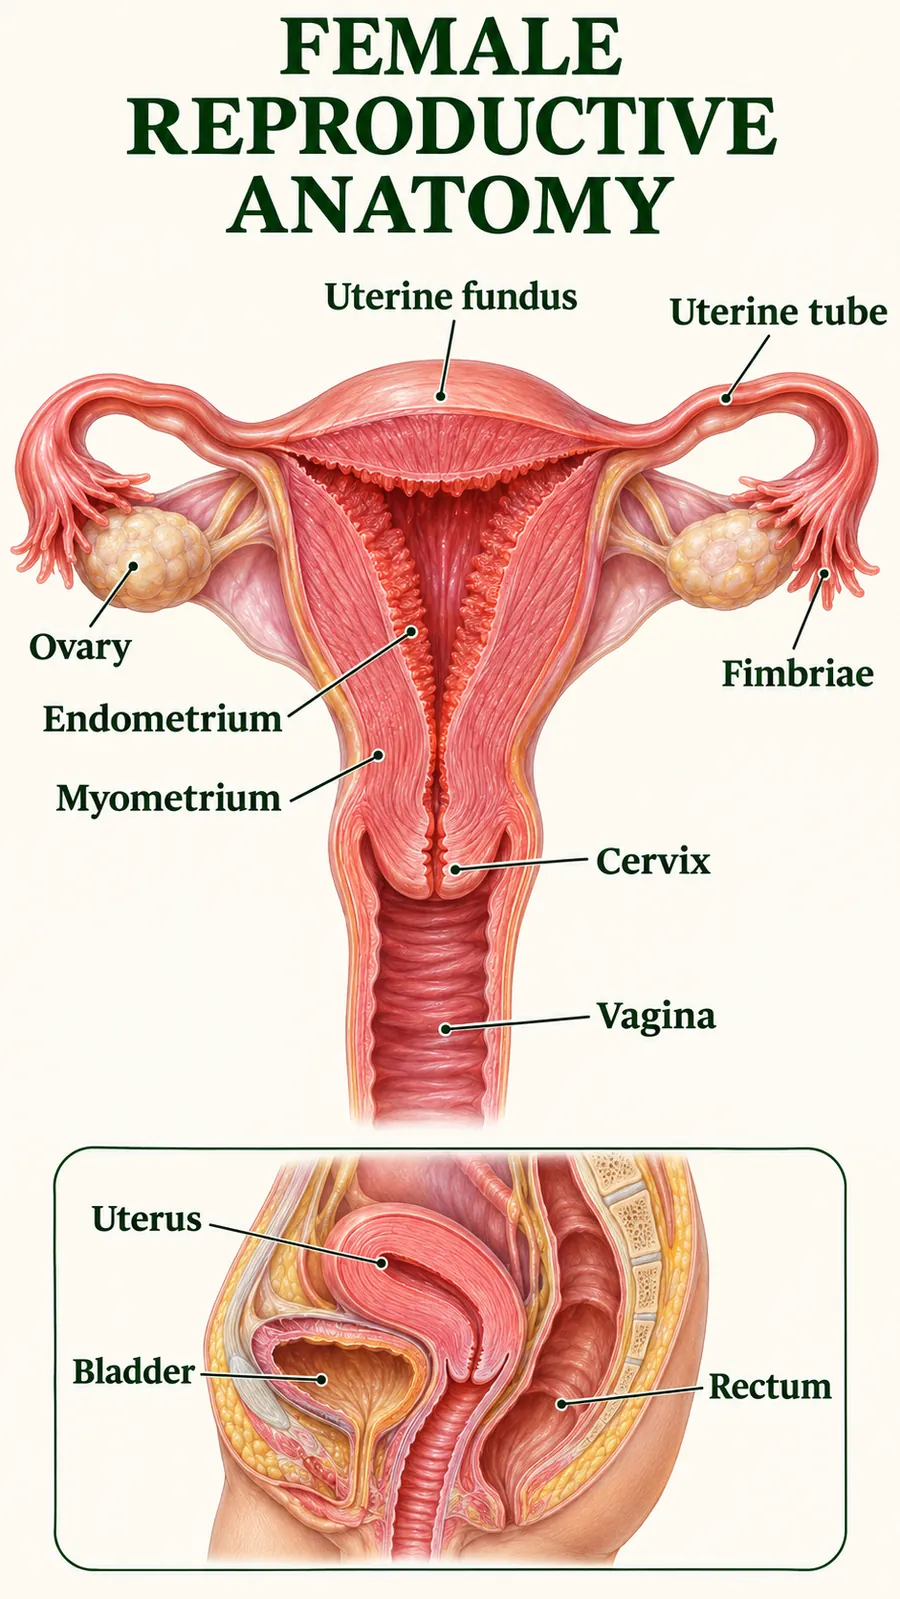 FEMALE
REPRODUCTIVE
ANATOMY
Uterine fundus
Uterine tube
Ovary
Fimbriae
Endometrium
Myometrium
Cervix
Vagina
Uterus
Bladder
Rectum